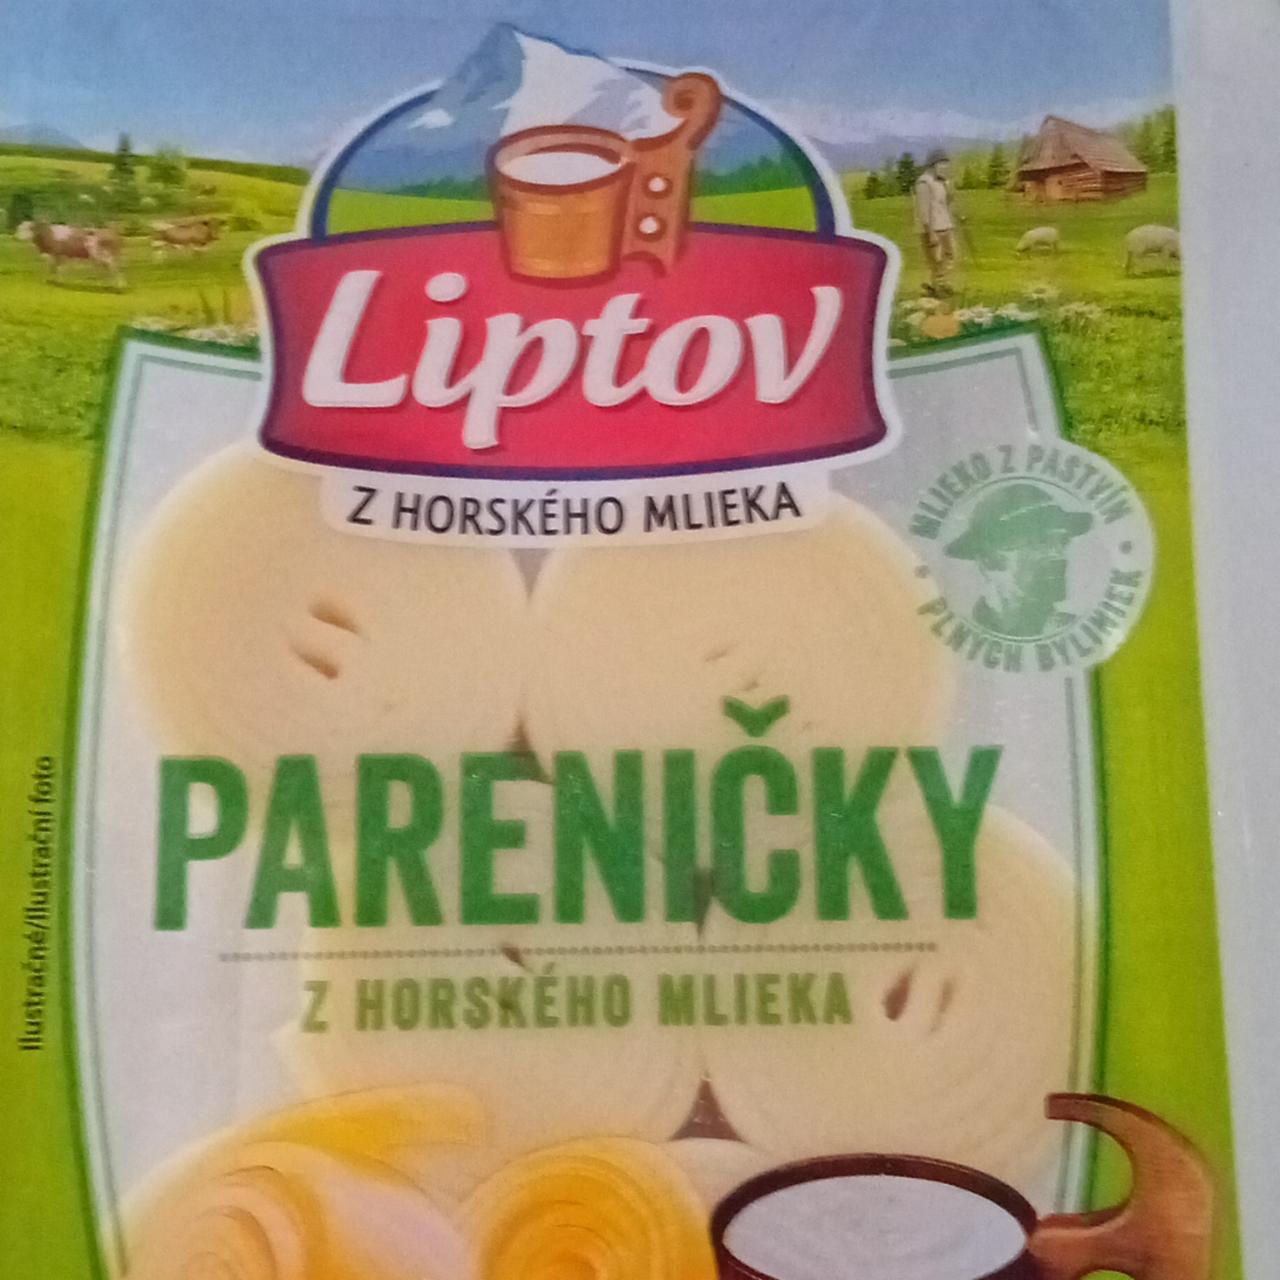 Liptov
Z HORSKÉHO MLIEKA
MLIEKO Z PASTVÍN
• PLNÝCH BYLINIEK •
PARENIČKY
Z HORSKÉHO MLIEKA
Ilustračné/Ilustrační foto